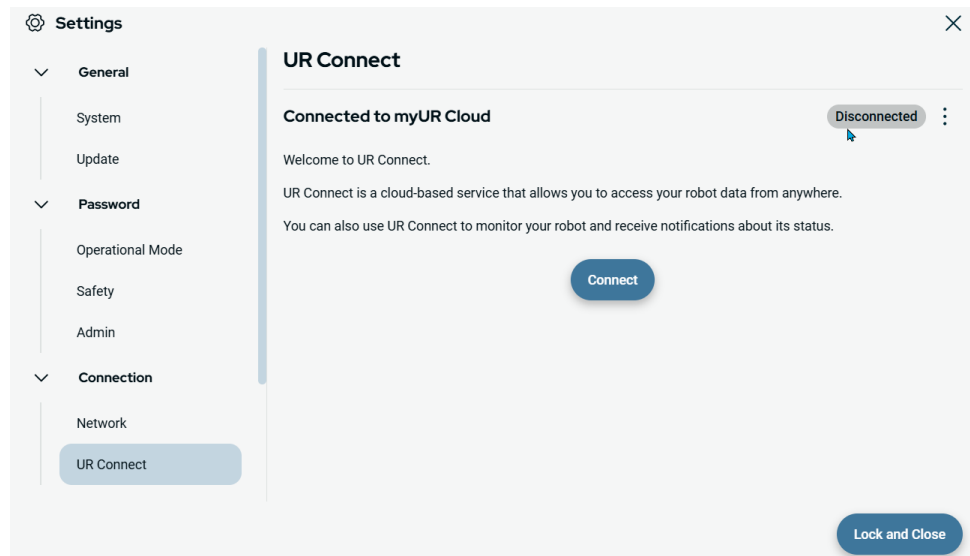 Settings
General
System
Update
Password
Operational Mode
Safety
Admin
Connection
Network
UR Connect
UR Connect
Connected to myUR Cloud
Disconnected
Welcome to UR Connect.
UR Connect is a cloud-based service that allows you to access your robot data from anywhere.
You can also use UR Connect to monitor your robot and receive notifications about its status.
Connect
Lock and Close